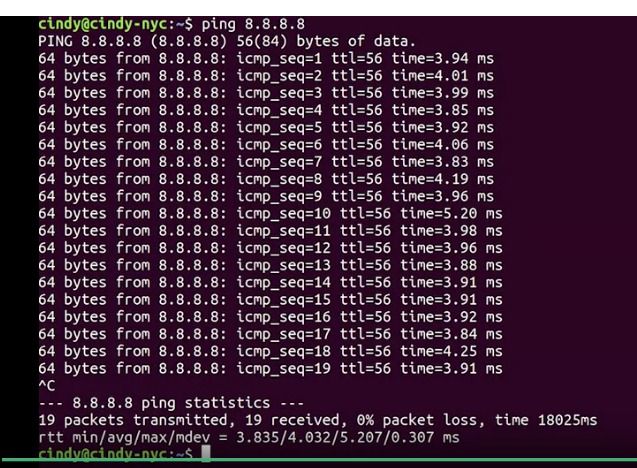 cindy@cindy-nyc:~$ ping 8.8.8.8
PING 8.8.8.8 (8.8.8.8) 56(84) bytes of data.
64 bytes from 8.8.8.8: icmp_seq=1 ttl=56 time=3.94 ms
64 bytes from 8.8.8.8: icmp_seq=2 ttl=56 time=4.01 ms
64 bytes from 8.8.8.8: icmp_seq=3 ttl=56 time=3.99 ms
64 bytes from 8.8.8.8: icmp_seq=4 ttl=56 time=3.85 ms
64 bytes from 8.8.8.8: icmp_seq=5 ttl=56 time=3.92 ms
64 bytes from 8.8.8.8: icmp_seq=6 ttl=56 time=4.06 ms
64 bytes from 8.8.8.8: icmp_seq=7 ttl=56 time=3.83 ms
64 bytes from 8.8.8.8: icmp_seq=8 ttl=56 time=4.19 ms
64 bytes from 8.8.8.8: icmp_seq=9 ttl=56 time=3.96 ms
64 bytes from 8.8.8.8: icmp_seq=10 ttl=56 time=5.20 ms
64 bytes from 8.8.8.8: icmp_seq=11 ttl=56 time=3.98 ms
64 bytes from 8.8.8.8: icmp_seq=12 ttl=56 time=3.96 ms
64 bytes from 8.8.8.8: icmp_seq=13 ttl=56 time=3.88 ms
64 bytes from 8.8.8.8: icmp_seq=14 ttl=56 time=3.91 ms
64 bytes from 8.8.8.8: icmp_seq=15 ttl=56 time=3.91 ms
64 bytes from 8.8.8.8: icmp_seq=16 ttl=56 time=3.92 ms
64 bytes from 8.8.8.8: icmp_seq=17 ttl=56 time=3.84 ms
64 bytes from 8.8.8.8: icmp_seq=18 ttl=56 time=4.25 ms
64 bytes from 8.8.8.8: icmp_seq=19 ttl=56 time=3.91 ms
^C
--- 8.8.8.8 ping statistics ---
19 packets transmitted, 19 received, 0% packet loss, time 18025ms
rtt min/avg/max/mdev = 3.835/4.032/5.207/0.307 ms
cindy@cindy-nyc:~$